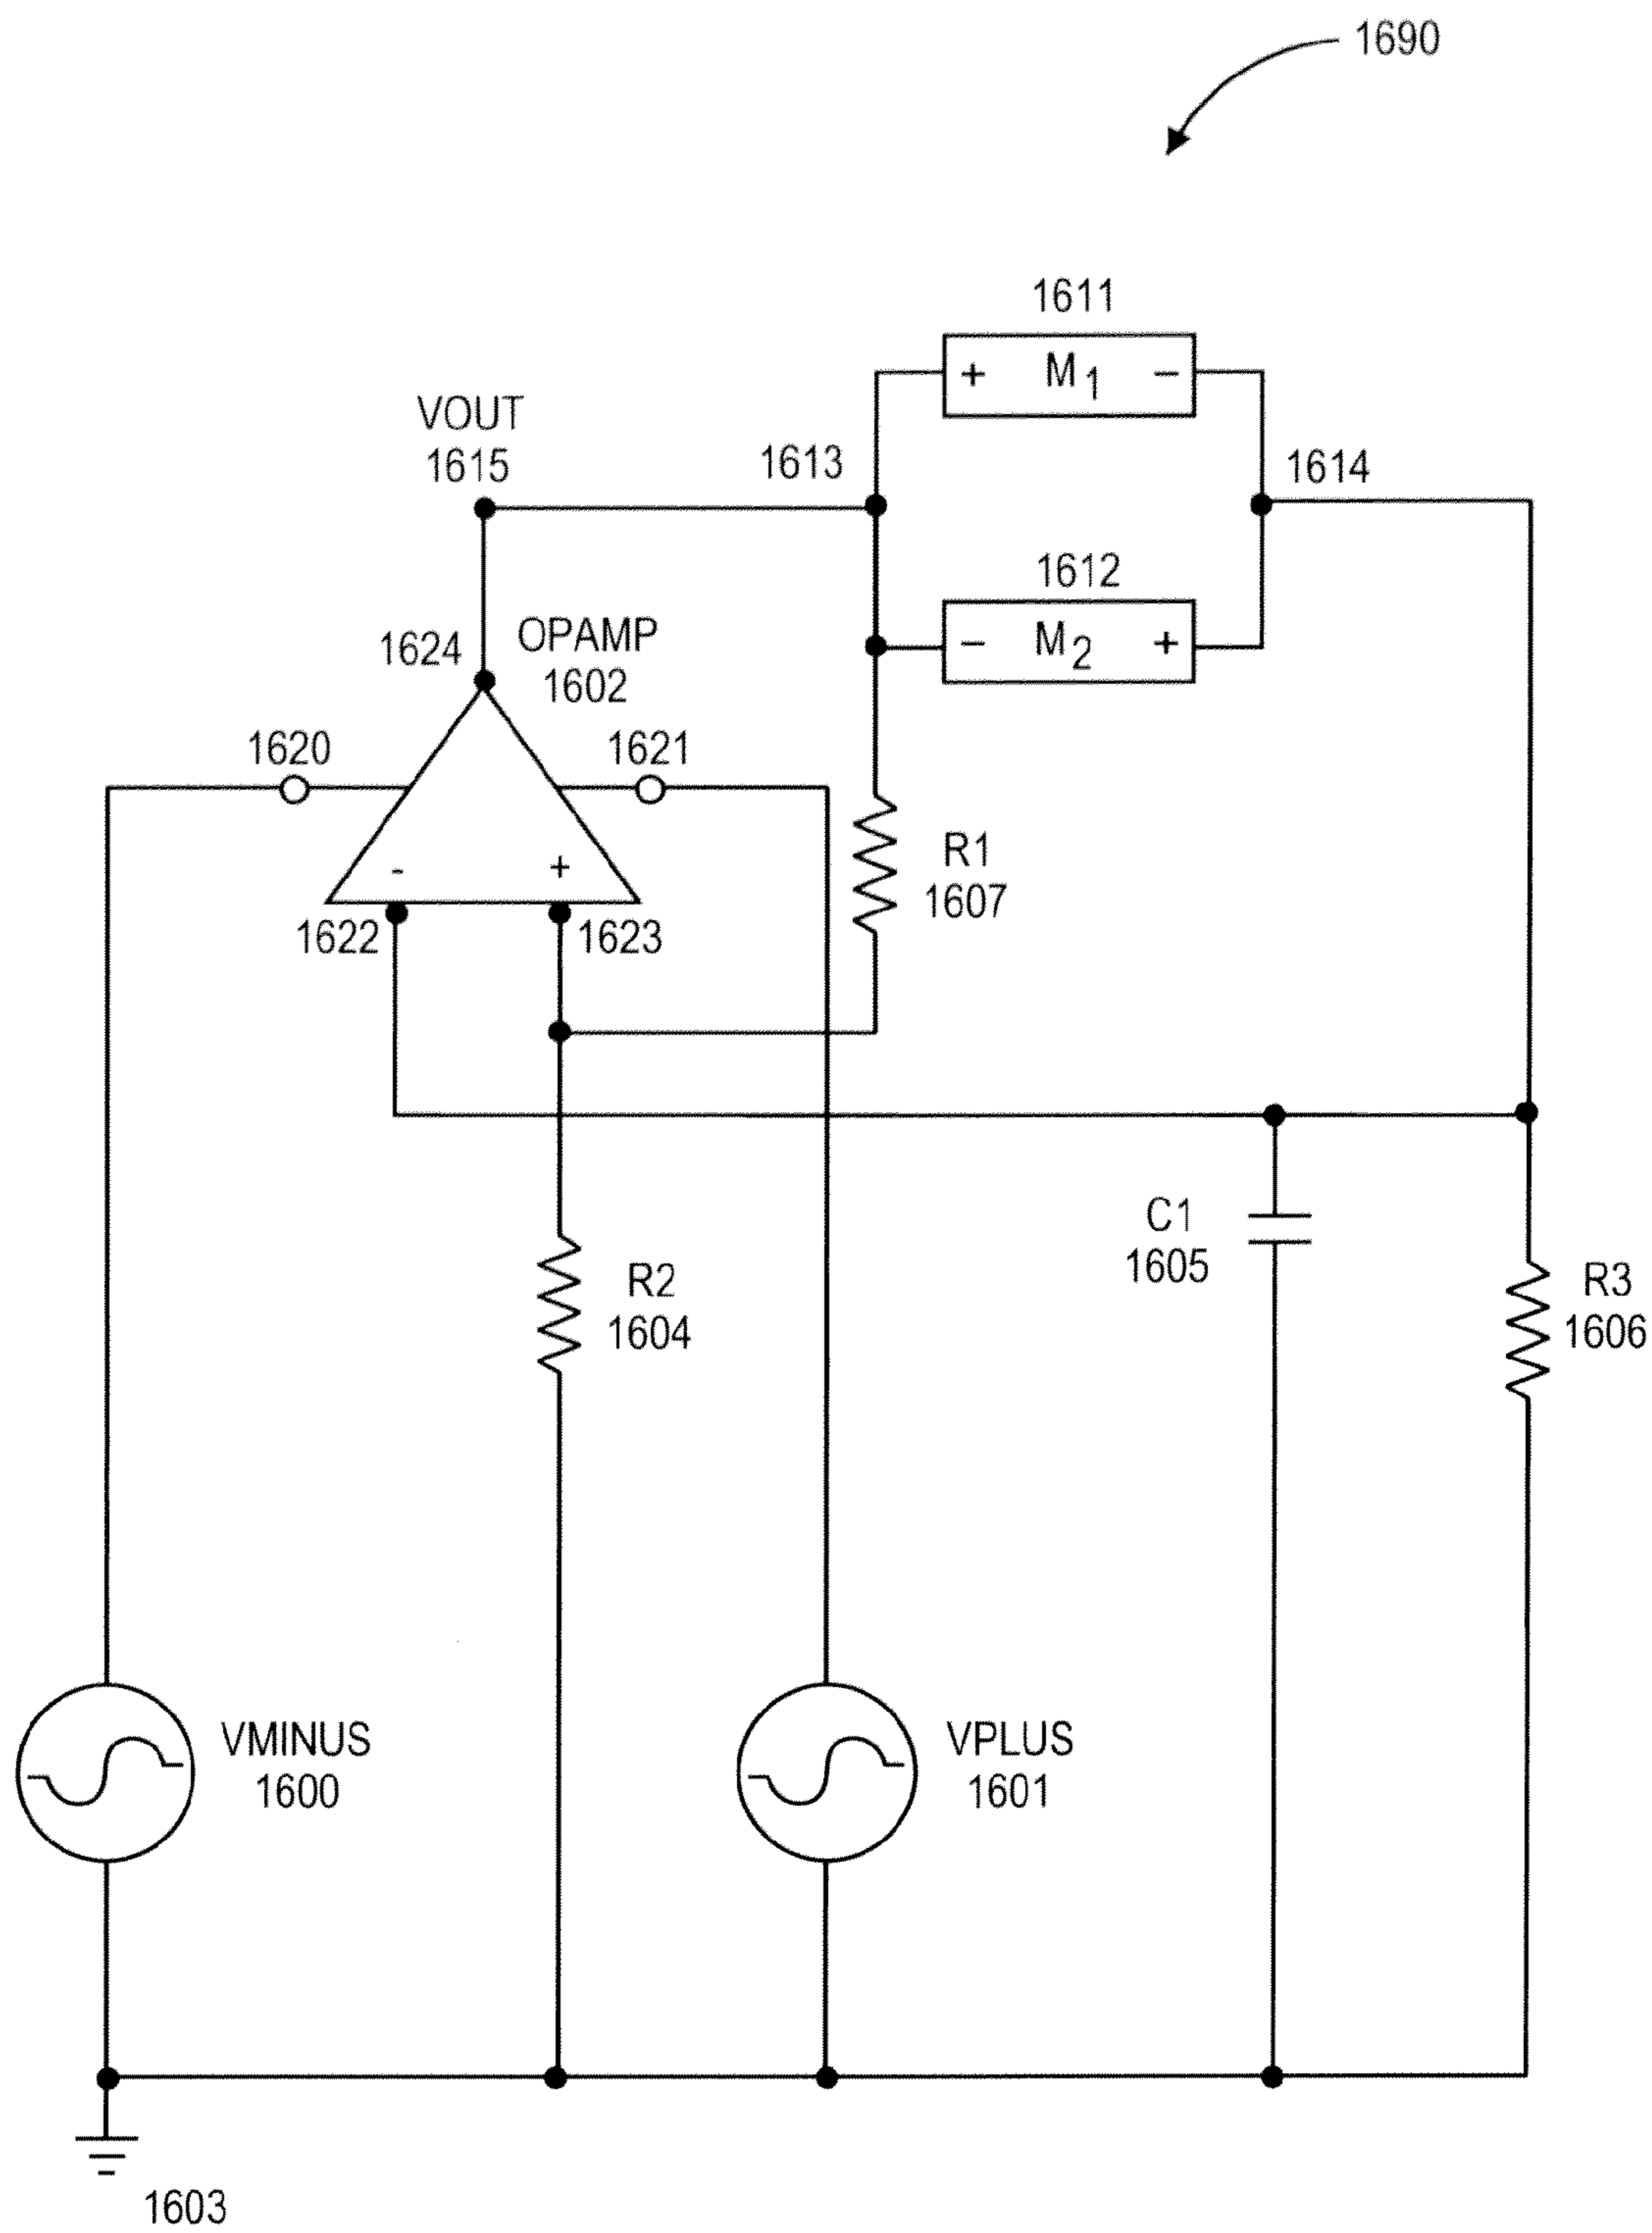 1690
1611
+ M1 −
VOUT
1615
1613
1614
1612
− M2 +
OPAMP
1602
1624
1620
1621
- +
1622
1623
R1
1607
C1
1605
R2
1604
R3
1606
VMINUS
1600
VPLUS
1601
1603